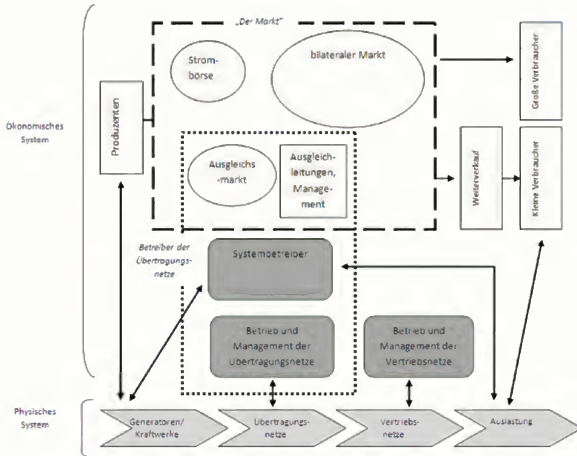 „Der Markt"
Strom-
börse
bilateraler Markt
Große Verbraucher
Ökonomisches
System
Produzenten
Ausgleichs
-markt
Ausgleich-
leitungen,
Manage-
ment
Weiterverkauf
Kleine Verbraucher
Betreiber der
Übertragungs-
netze
Systembetreiber
Betrieb und
Management der
Übertragungsnetze
Betrieb und
Management der
Vertriebsnetze
Physisches
System
Generatoren/
Kraftwerke
Übertragungs-
netze
Vertriebs-
netze
Auslastung